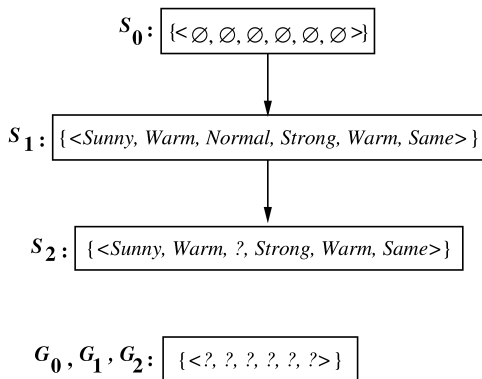 S0: {<∅, ∅, ∅, ∅, ∅, ∅>}
S1: {<Sunny, Warm, Normal, Strong, Warm, Same>}
S2: {<Sunny, Warm, ?, Strong, Warm, Same>}
G0, G1, G2: {<?, ?, ?, ?, ?, ?>}